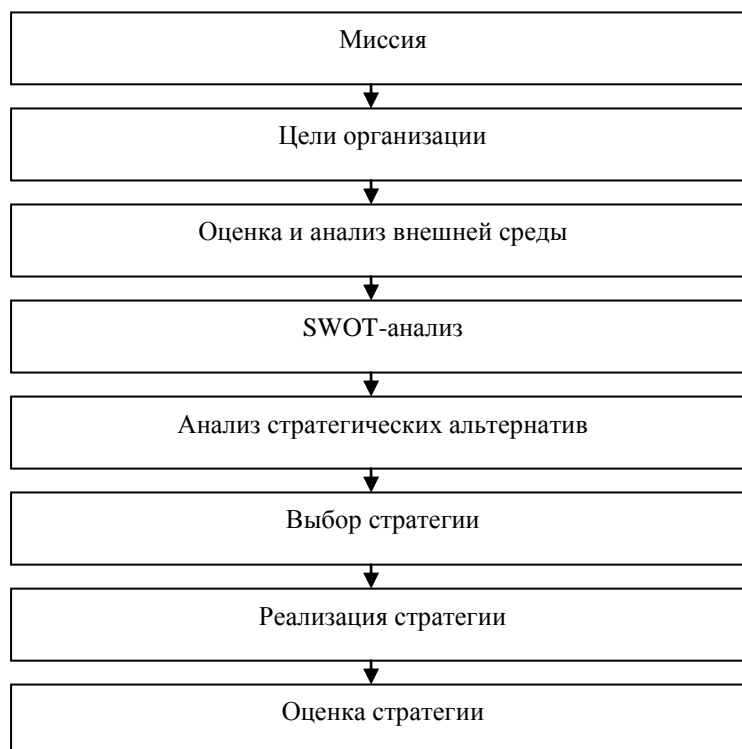 Миссия
Цели организации
Оценка и анализ внешней среды
SWOT-анализ
Анализ стратегических альтернатив
Выбор стратегии
Реализация стратегии
Оценка стратегии